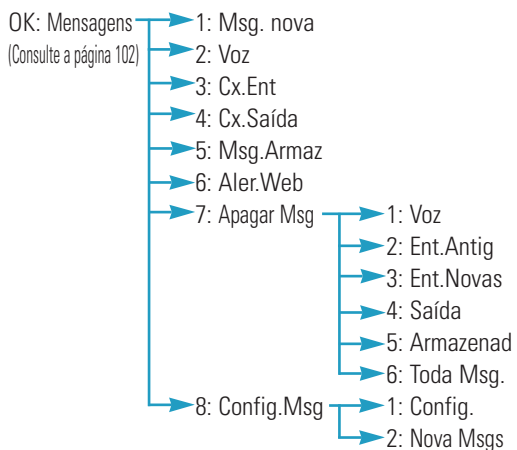 OK: Mensagens
(Consulte a página 102)
1: Msg. nova
2: Voz
3: Cx.Ent
4: Cx.Saída
5: Msg.Armaz
6: Aler.Web
7: Apagar Msg
1: Voz
2: Ent.Antig
3: Ent.Novas
4: Saída
5: Armazenad
6: Toda Msg.
8: Config.Msg
1: Config.
2: Nova Msgs